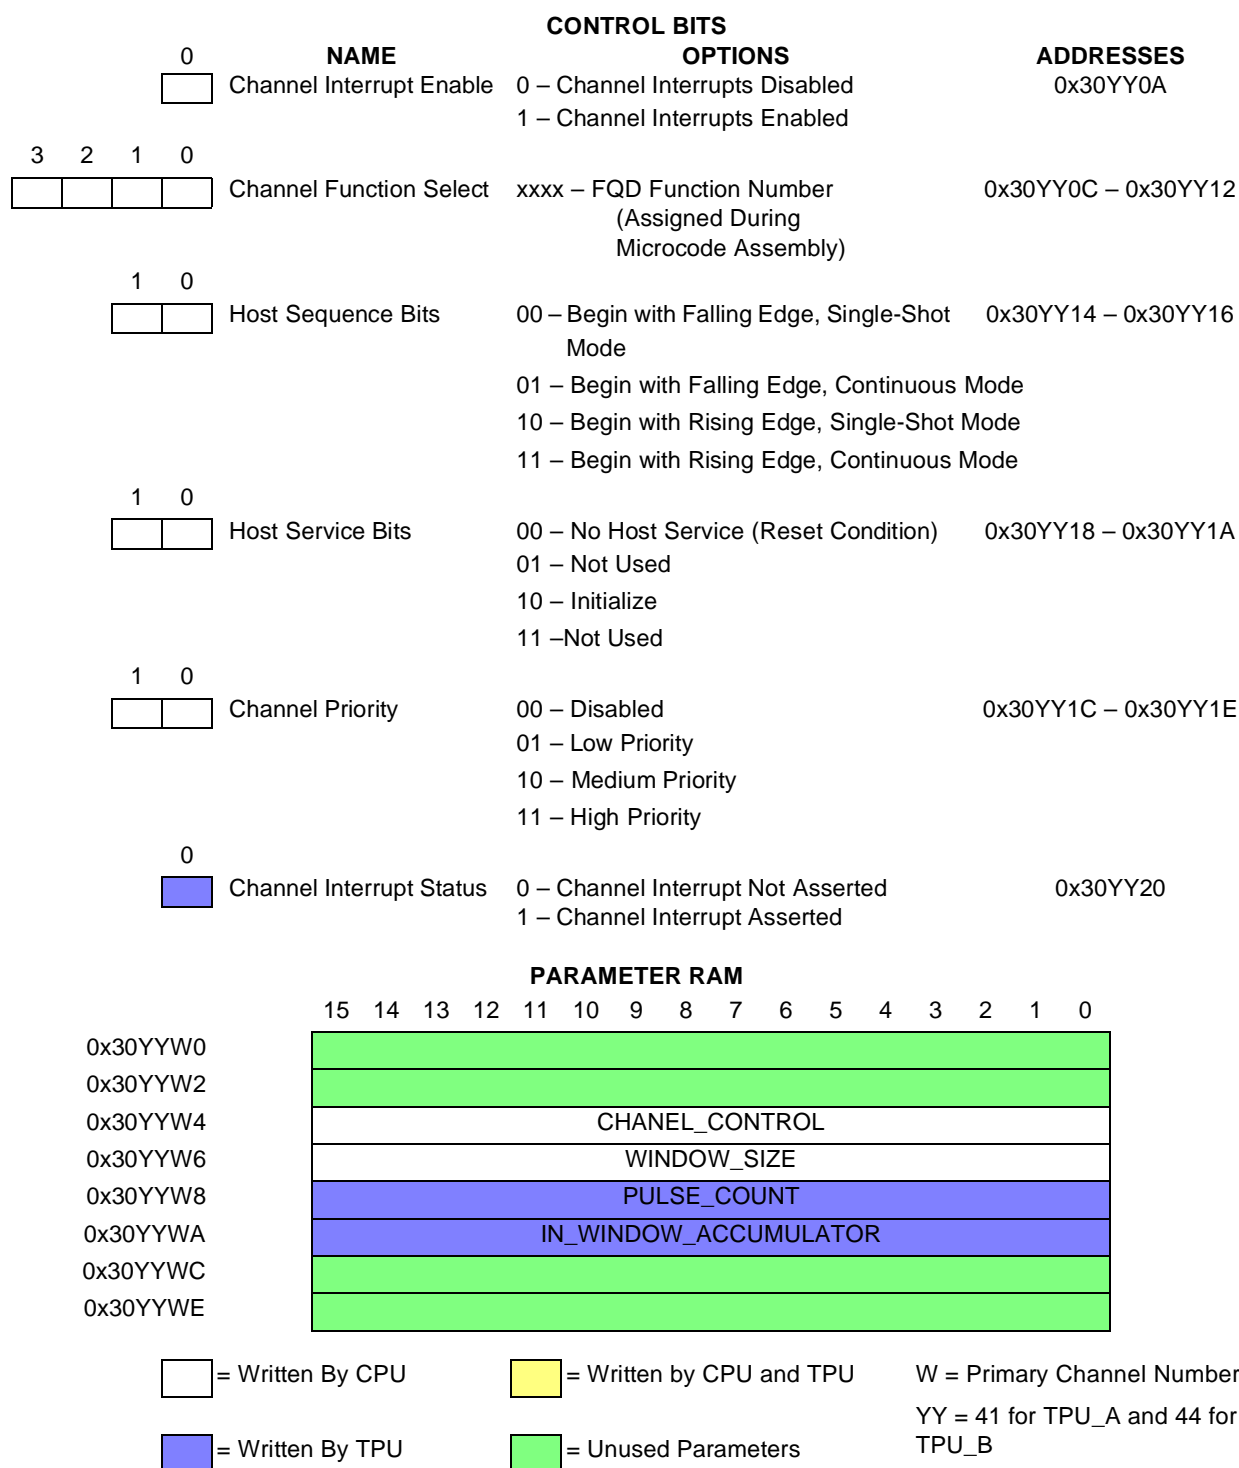 CONTROL BITS
0 NAME OPTIONS ADDRESSES
Channel Interrupt Enable 0 – Channel Interrupts Disabled 0x30YY0A
1 – Channel Interrupts Enabled
3 2 1 0
Channel Function Select xxxx – FQD Function Number 0x30YY0C – 0x30YY12
(Assigned During
Microcode Assembly)
1 0
Host Sequence Bits 00 – Begin with Falling Edge, Single-Shot 0x30YY14 – 0x30YY16
Mode
01 – Begin with Falling Edge, Continuous Mode
10 – Begin with Rising Edge, Single-Shot Mode
11 – Begin with Rising Edge, Continuous Mode
1 0
Host Service Bits 00 – No Host Service (Reset Condition) 0x30YY18 – 0x30YY1A
01 – Not Used
10 – Initialize
11 –Not Used
1 0
Channel Priority 00 – Disabled 0x30YY1C – 0x30YY1E
01 – Low Priority
10 – Medium Priority
11 – High Priority
0
Channel Interrupt Status 0 – Channel Interrupt Not Asserted 0x30YY20
1 – Channel Interrupt Asserted
PARAMETER RAM
15 14 13 12 11 10 9 8 7 6 5 4 3 2 1 0
0x30YYW0
0x30YYW2
0x30YYW4 CHANEL_CONTROL
0x30YYW6 WINDOW_SIZE
0x30YYW8 PULSE_COUNT
0x30YYWA IN_WINDOW_ACCUMULATOR
0x30YYWC
0x30YYWE
= Written By CPU = Written by CPU and TPU W = Primary Channel Number
YY = 41 for TPU_A and 44 for
= Written By TPU = Unused Parameters TPU_B